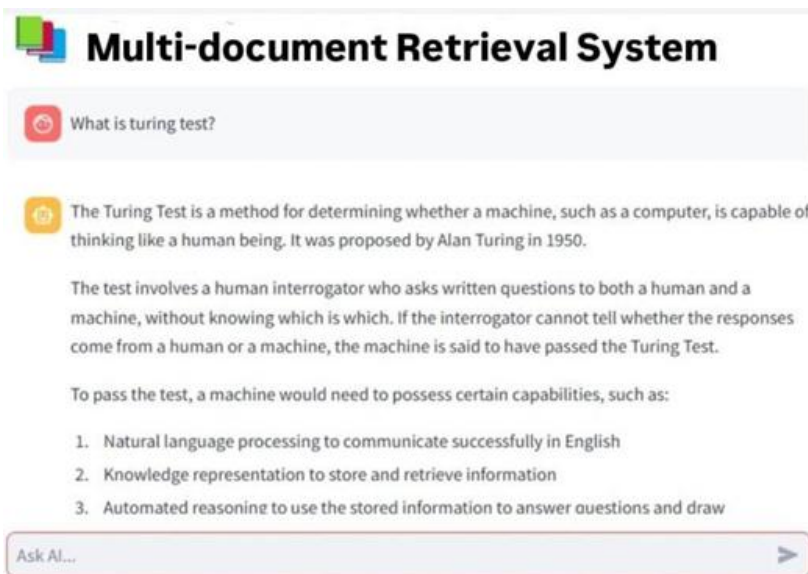 Multi-document Retrieval System
What is turing test?
The Turing Test is a method for determining whether a machine, such as a computer, is capable of
thinking like a human being. It was proposed by Alan Turing in 1950.
The test involves a human interrogator who asks written questions to both a human and a
machine, without knowing which is which. If the interrogator cannot tell whether the responses
come from a human or a machine, the machine is said to have passed the Turing Test.
To pass the test, a machine would need to possess certain capabilities, such as:
1. Natural language processing to communicate successfully in English
2. Knowledge representation to store and retrieve information
3. Automated reasoning to use the stored information to answer questions and draw
Ask AI...